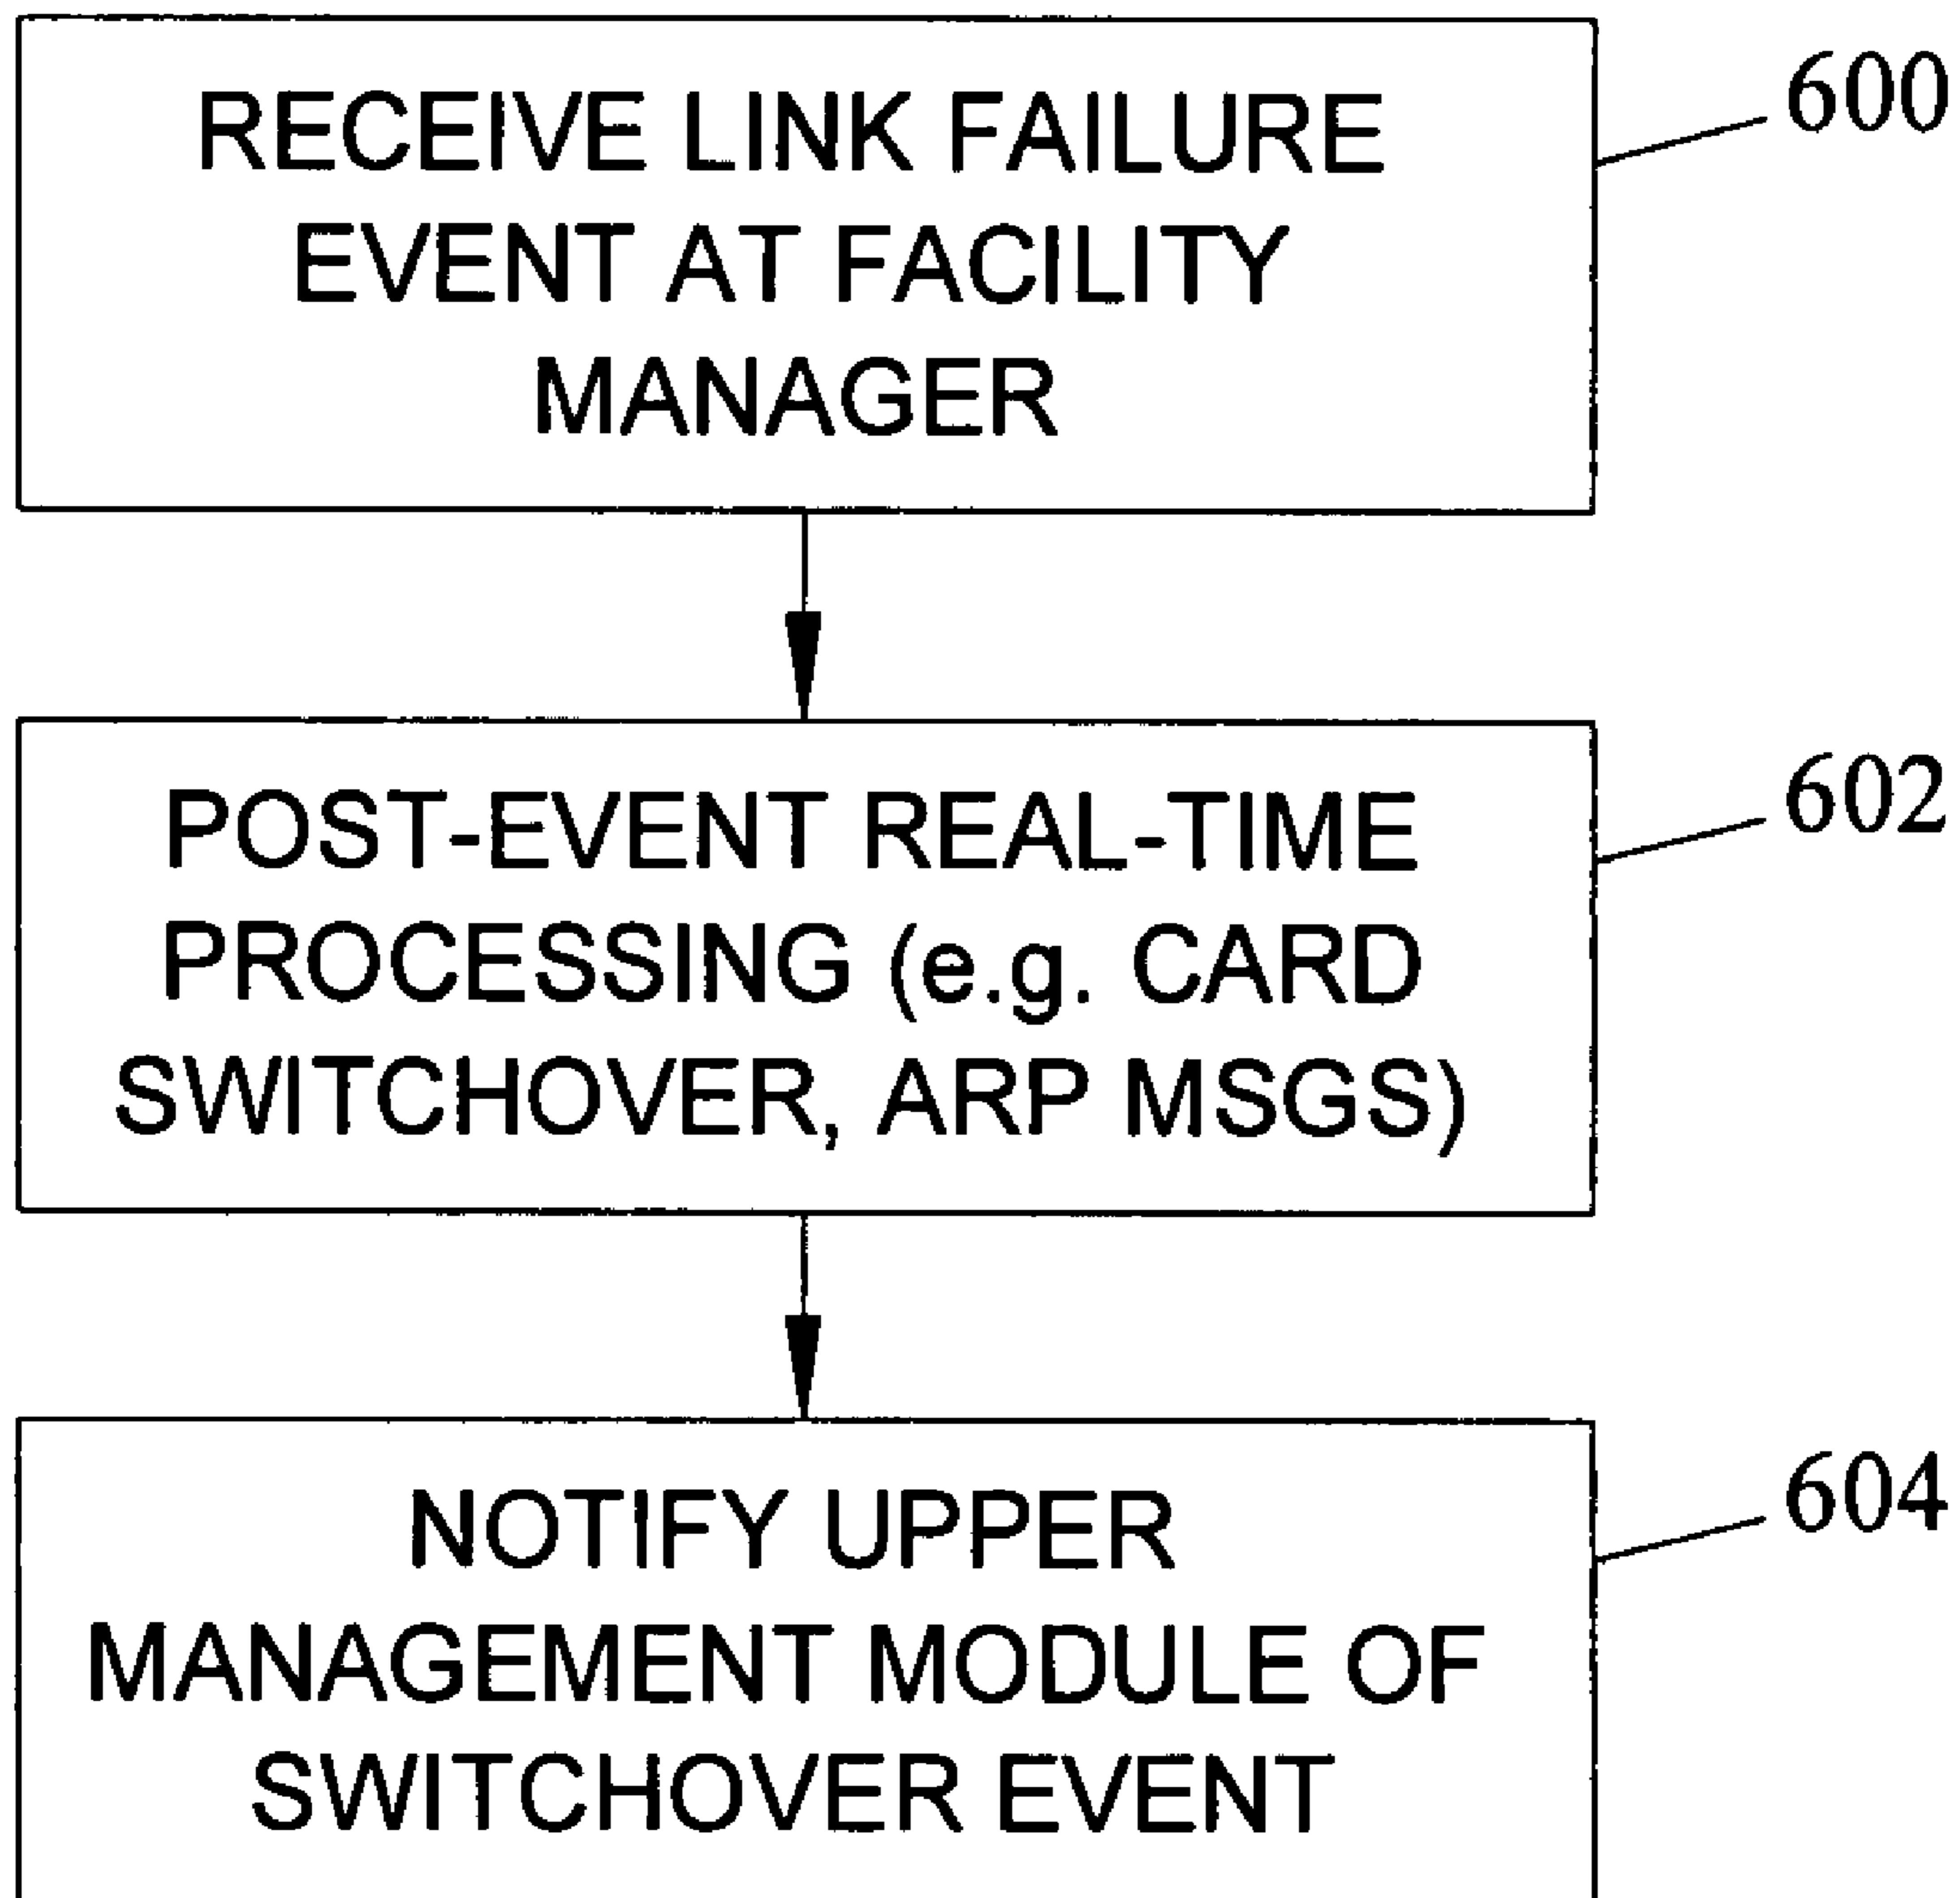 RECEIVE LINK FAILURE
EVENT AT FACILITY
MANAGER
600
POST-EVENT REAL-TIME
PROCESSING (e.g. CARD
SWITCHOVER, ARP MSGS)
602
NOTIFY UPPER
MANAGEMENT MODULE OF
SWITCHOVER EVENT
604